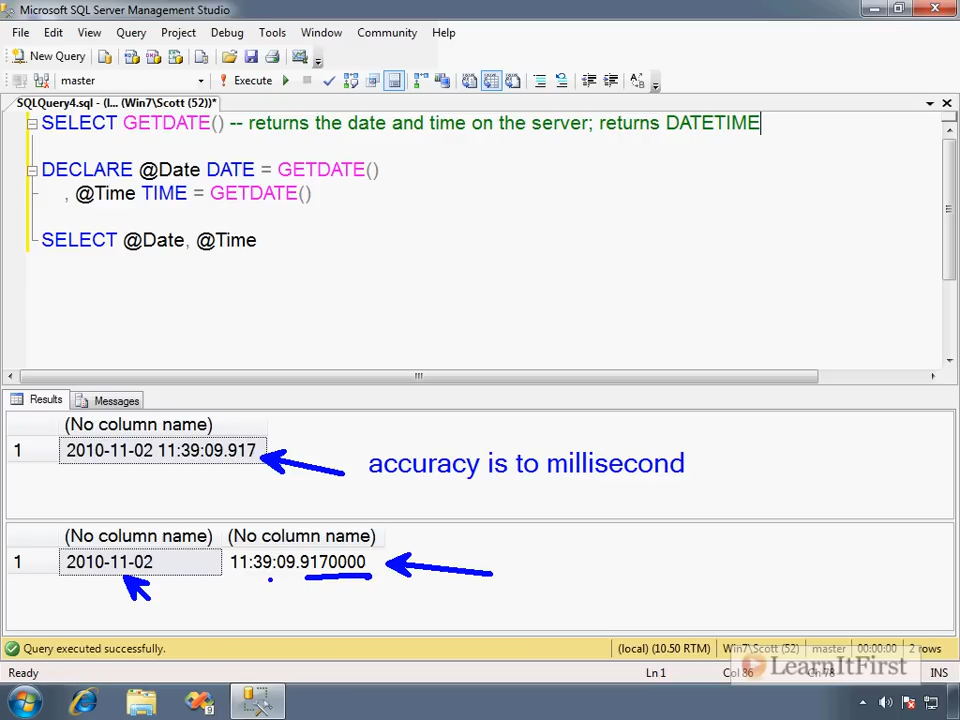 Microsoft SQL Server Management Studio
File Edit View Query Project Debug Tools Window Community Help
New Query
master Execute
SQLQuery4.sql - (l... (Win7\Scott (52))*
SELECT GETDATE() -- returns the date and time on the server; returns DATETIME
DECLARE @Date DATE = GETDATE()
, @Time TIME = GETDATE()
SELECT @Date, @Time
Results Messages
(No column name)
1 2010-11-02 11:39:09.917
accuracy is to millisecond
(No column name) (No column name)
1 2010-11-02 11:39:09.9170000
Query executed successfully. (local) (10.50 RTM) Win7\Scott (52) master 00:00:00 2 rows
LearnItFirst
Ready Ln 1 Col 86 Ch 78 INS
9